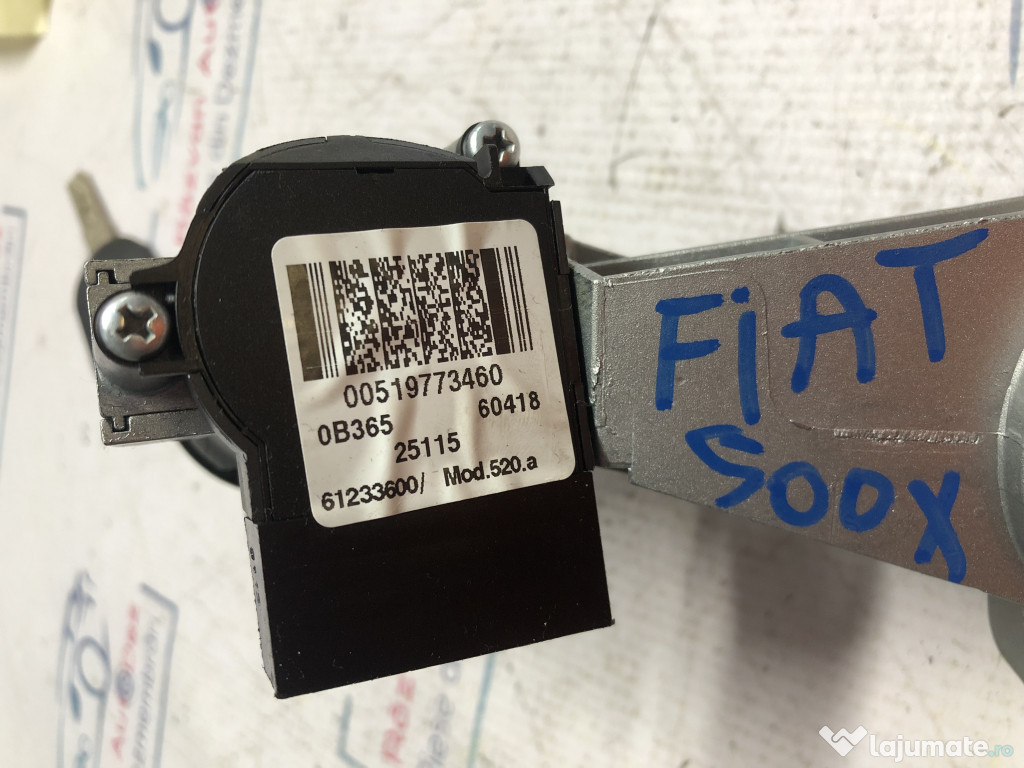 00519773460
0B365 60418
25115
61233600/ Mod.520.a
FiAT
500X
lajumate.ro